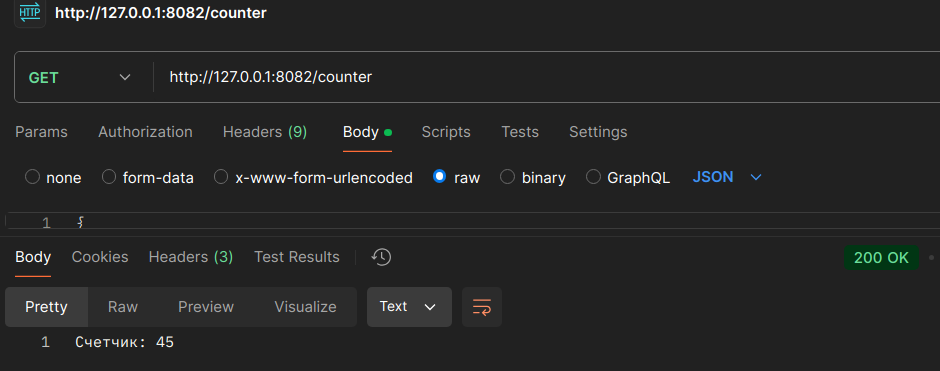 HTTP http://127.0.0.1:8082/counter
GET http://127.0.0.1:8082/counter
Params Authorization Headers (9) Body Scripts Tests Settings
none form-data x-www-form-urlencoded raw binary GraphQL JSON
1 {
Body Cookies Headers (3) Test Results 200 OK
Pretty Raw Preview Visualize Text
1 Счетчик: 45